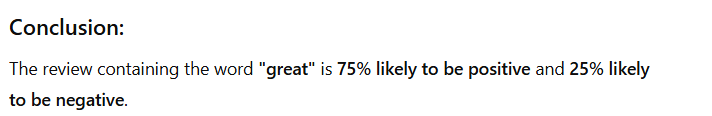 Conclusion:
The review containing the word "great" is 75% likely to be positive and 25% likely
to be negative.